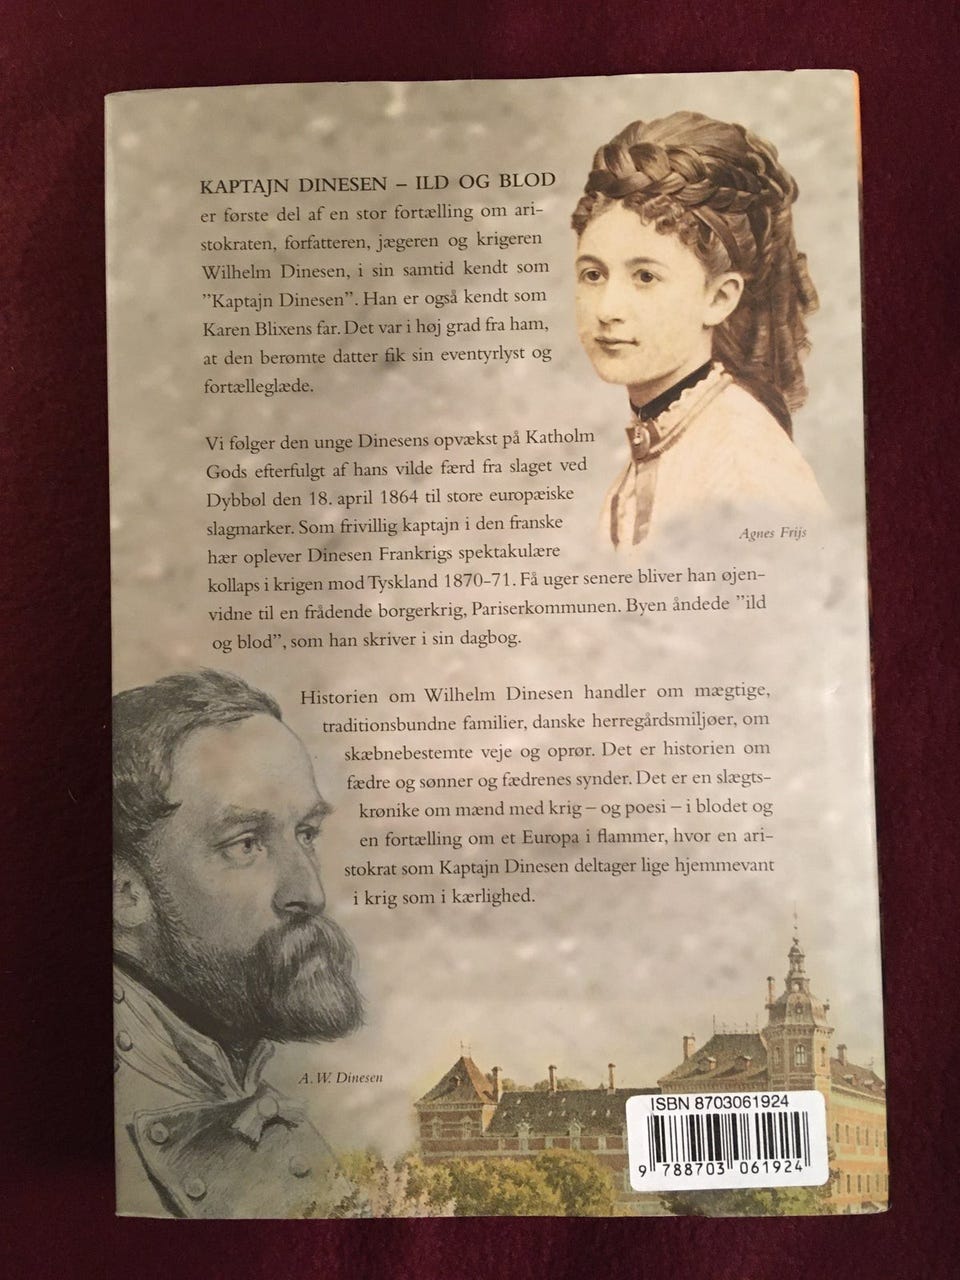 KAPTAJN DINESEN – ILD OG BLOD
er første del af en stor fortælling om ari-
stokraten, forfatteren, jægeren og krigeren
Wilhelm Dinesen, i sin samtid kendt som
”Kaptajn Dinesen”. Han er også kendt som
Karen Blixens far. Det var i høj grad fra ham,
at den berømte datter fik sin eventyrlyst og
fortælleglæde.
Vi følger den unge Dinesens opvækst på Katholm
Gods efterfulgt af hans vilde færd fra slaget ved
Dybbøl den 18. april 1864 til store europæiske
slagmarker. Som frivillig kaptajn i den franske
hær oplever Dinesen Frankrigs spektakulære
kollaps i krigen mod Tyskland 1870-71. Få uger senere bliver han øjen-
vidne til en frådende borgerkrig, Pariserkommunen. Byen åndede ”ild
og blod”, som han skriver i sin dagbog.
Agnes Frijs
Historien om Wilhelm Dinesen handler om mægtige,
traditionsbundne familier, danske herregårdsmiljøer, om
skæbnebestemte veje og oprør. Det er historien om
fædre og sønner og fædrenes synder. Det er en slægts-
krønike om mænd med krig – og poesi – i blodet og
en fortælling om et Europa i flammer, hvor en ari-
stokrat som Kaptajn Dinesen deltager lige hjemmevant
i krig som i kærlighed.
A. W. Dinesen
ISBN 8703061924
9 788703 061924